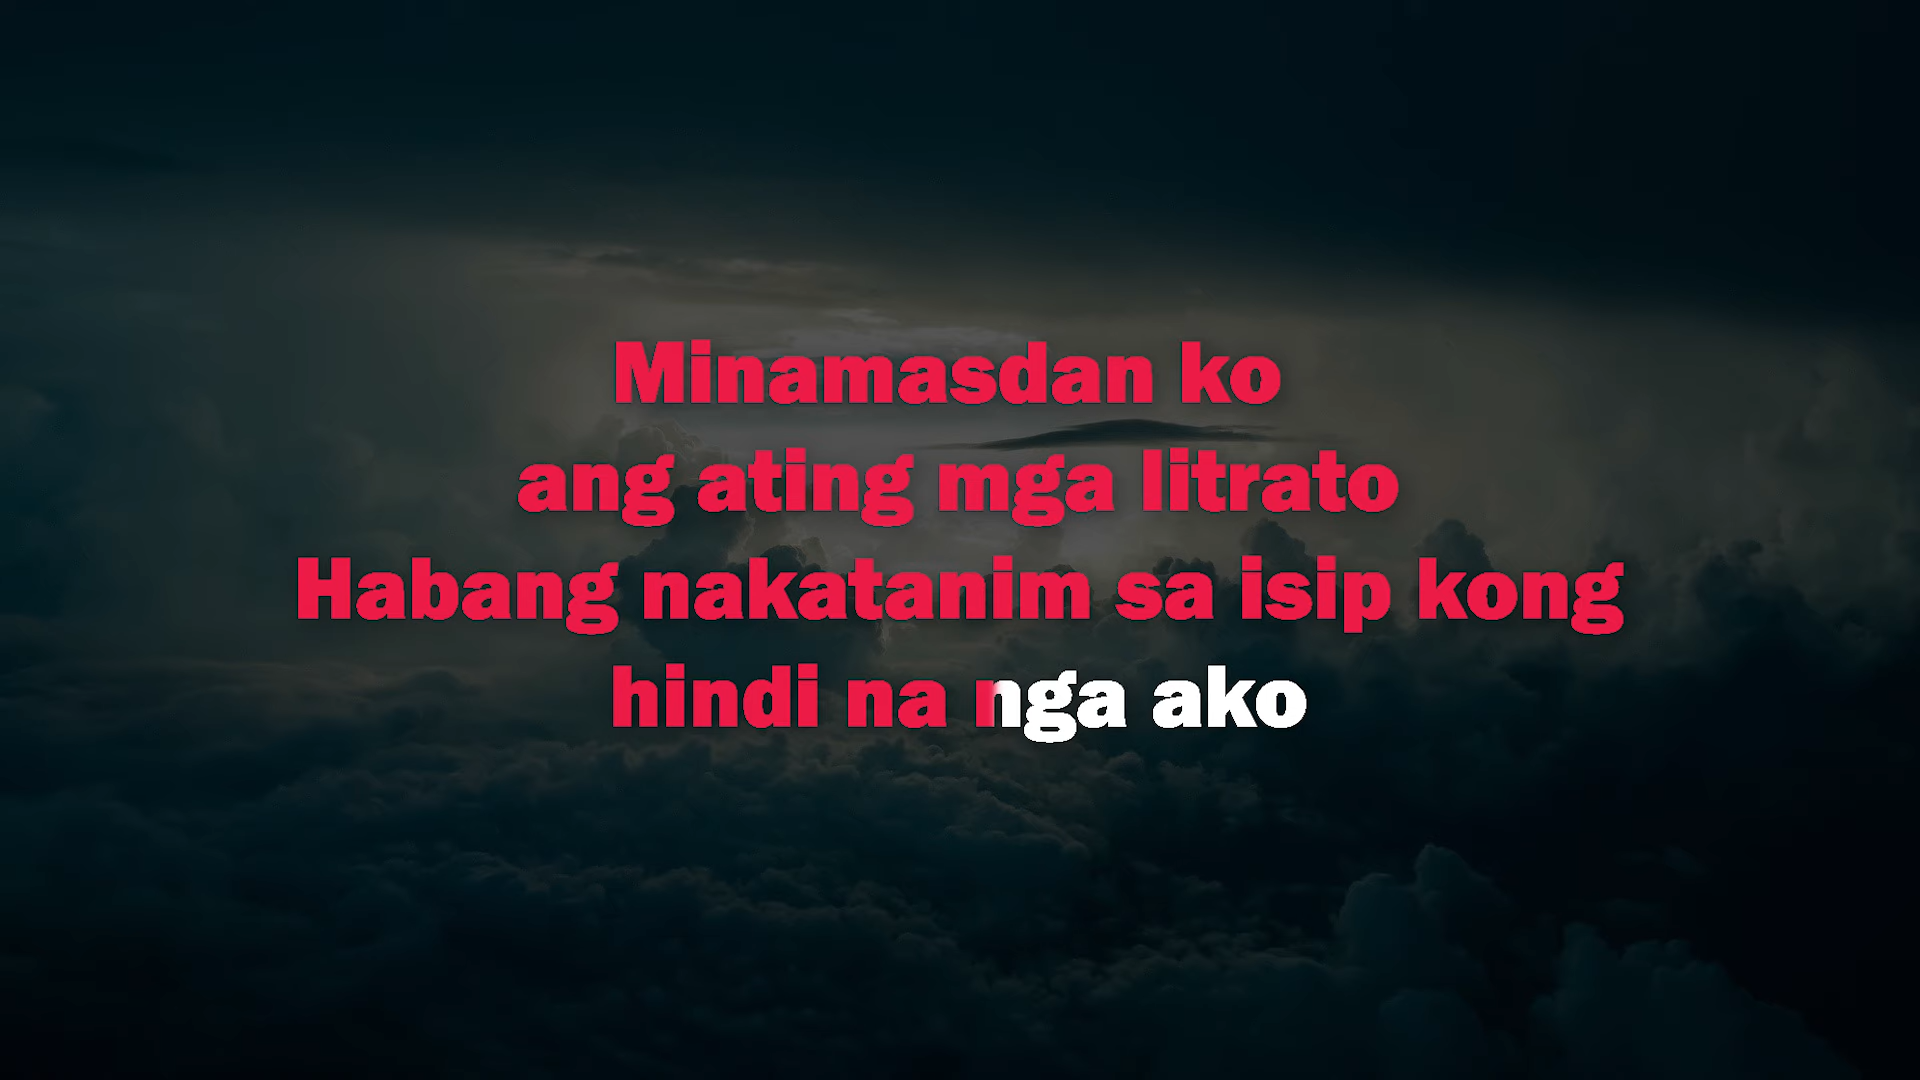 Minamasdan ko
ang ating mga litrato
Habang nakatanim sa isip kong
hindi na nga ako